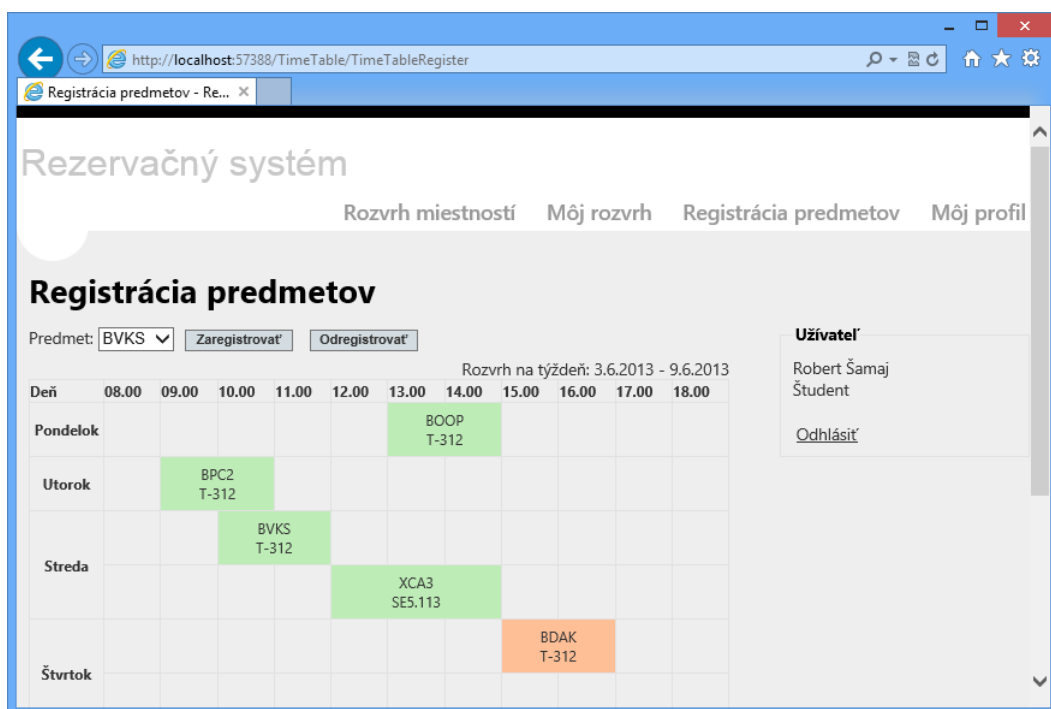 http://localhost:57388/TimeTable/TimeTableRegister
Registrácia predmetov - Re...
Rezervačný systém
Rozvrh miestností Môj rozvrh Registrácia predmetov Môj profil
Registrácia predmetov
Predmet: BVKS Zaregistrovať Odregistrovať
Rozvrh na týždeň: 3.6.2013 - 9.6.2013
Deň 08.00 09.00 10.00 11.00 12.00 13.00 14.00 15.00 16.00 17.00 18.00
Pondelok
BOOP
T-312
Utorok
BPC2
T-312
Streda
BVKS
T-312
XCA3
SE5.113
Štvrtok
BDAK
T-312
Užívateľ
Robert Šamaj
Študent
Odhlásiť